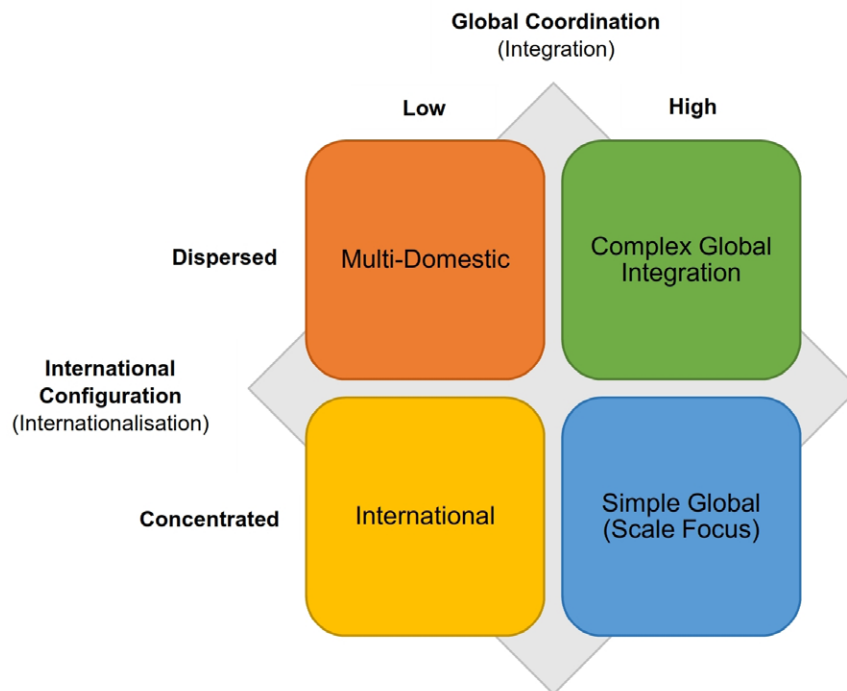 Global Coordination
(Integration)
Low
High
Dispersed
Multi-Domestic
Complex Global
Integration
International
Configuration
(Internationalisation)
Concentrated
International
Simple Global
(Scale Focus)